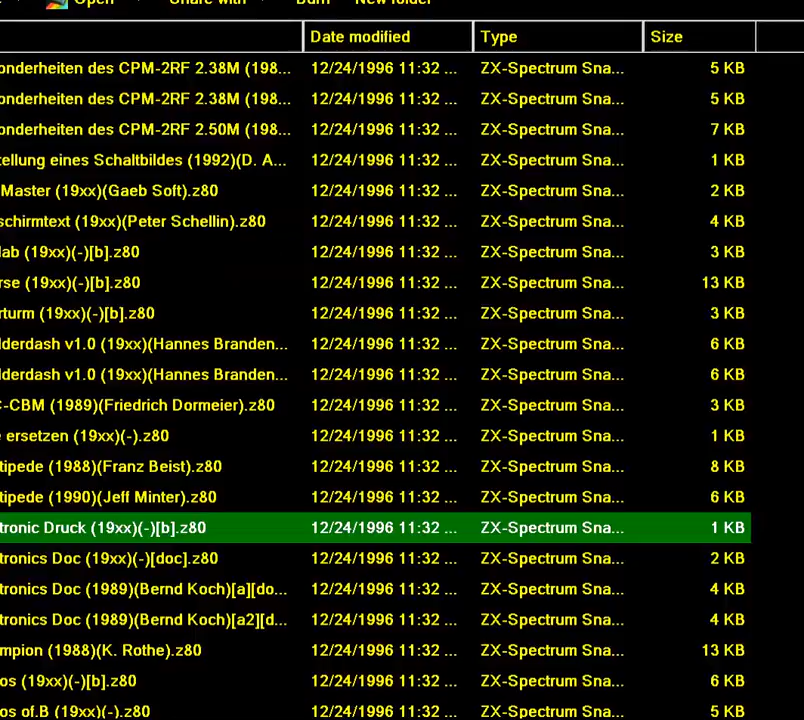 Open Share with Burn New folder
Date modified Type Size
onderheiten des CPM-2RF 2.38M (198... 12/24/1996 11:32 ... ZX-Spectrum Sna... 5 KB
onderheiten des CPM-2RF 2.38M (198... 12/24/1996 11:32 ... ZX-Spectrum Sna... 5 KB
onderheiten des CPM-2RF 2.50M (198... 12/24/1996 11:32 ... ZX-Spectrum Sna... 7 KB
tellung eines Schaltbildes (1992)(D. A... 12/24/1996 11:32 ... ZX-Spectrum Sna... 1 KB
Master (19xx)(Gaeb Soft).z80 12/24/1996 11:32 ... ZX-Spectrum Sna... 2 KB
schirmtext (19xx)(Peter Schellin).z80 12/24/1996 11:32 ... ZX-Spectrum Sna... 4 KB
lab (19xx)(-)[b].z80 12/24/1996 11:32 ... ZX-Spectrum Sna... 3 KB
rse (19xx)(-)[b].z80 12/24/1996 11:32 ... ZX-Spectrum Sna... 13 KB
rturm (19xx)(-)[b].z80 12/24/1996 11:32 ... ZX-Spectrum Sna... 3 KB
lderdash v1.0 (19xx)(Hannes Branden... 12/24/1996 11:32 ... ZX-Spectrum Sna... 6 KB
lderdash v1.0 (19xx)(Hannes Branden... 12/24/1996 11:32 ... ZX-Spectrum Sna... 6 KB
C-CBM (1989)(Friedrich Dormeier).z80 12/24/1996 11:32 ... ZX-Spectrum Sna... 3 KB
e ersetzen (19xx)(-).z80 12/24/1996 11:32 ... ZX-Spectrum Sna... 1 KB
tipede (1988)(Franz Beist).z80 12/24/1996 11:32 ... ZX-Spectrum Sna... 8 KB
tipede (1990)(Jeff Minter).z80 12/24/1996 11:32 ... ZX-Spectrum Sna... 6 KB
tronic Druck (19xx)(-)[b].z80 12/24/1996 11:32 ... ZX-Spectrum Sna... 1 KB
tronics Doc (19xx)(-)[doc].z80 12/24/1996 11:32 ... ZX-Spectrum Sna... 2 KB
tronics Doc (1989)(Bernd Koch)[a][do... 12/24/1996 11:32 ... ZX-Spectrum Sna... 4 KB
tronics Doc (1989)(Bernd Koch)[a2][d... 12/24/1996 11:32 ... ZX-Spectrum Sna... 4 KB
mpion (1988)(K. Rothe).z80 12/24/1996 11:32 ... ZX-Spectrum Sna... 13 KB
os (19xx)(-)[b].z80 12/24/1996 11:32 ... ZX-Spectrum Sna... 6 KB
os of.B (19xx)(-).z80 12/24/1996 11:32 ... ZX-Spectrum Sna... 5 KB